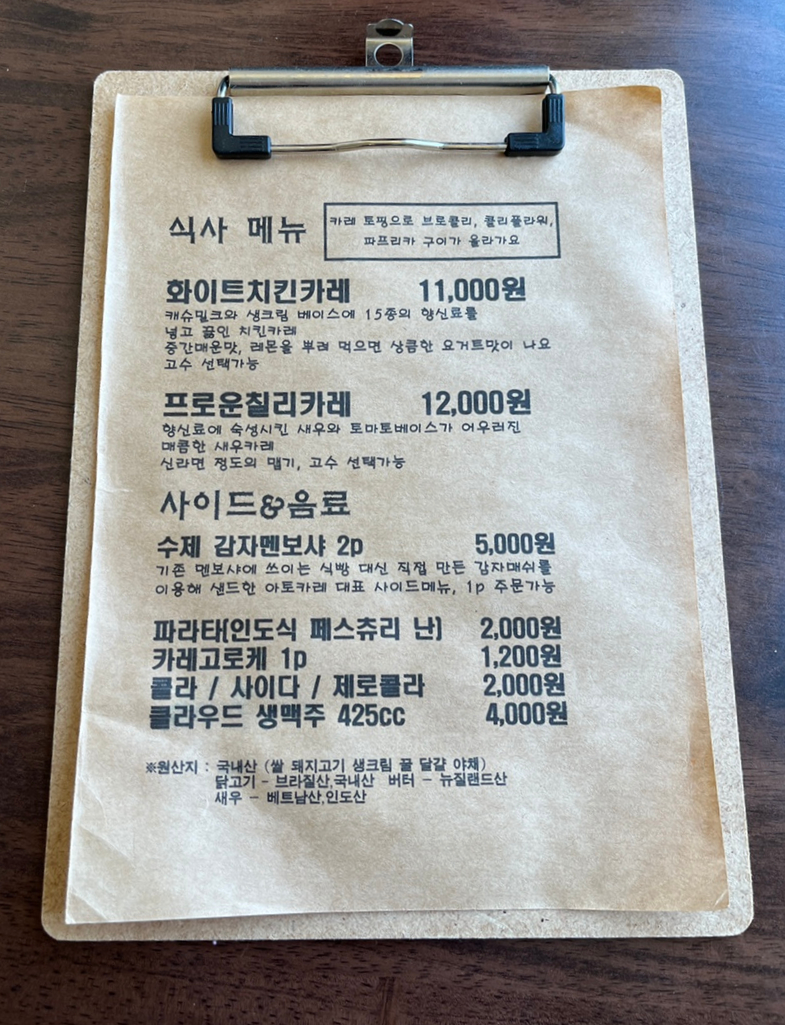 식사 메뉴
카레 토핑으로 브로콜리, 콜리플라워,
파프리카 구이가 올라가요
화이트치킨카레 11,000원
캐슈밀크와 생크림 베이스에 15종의 향신료를
넣고 끓인 치킨카레
중간매운맛, 레몬을 뿌려 먹으면 상큼한 요거트맛이 나요
고수 선택가능
프로운칠리카레 12,000원
향신료에 숙성시킨 새우와 토마토베이스가 어우러진
매콤한 새우카레
신라면 정도의 맵기, 고수 선택가능
사이드&음료
수제 감자멘보샤 2p 5,000원
기존 멘보샤에 쓰이는 식빵 대신 직접 만든 감자매쉬를
이용해 샌드한 아토카레 대표 사이드메뉴, 1p 주문가능
파라타(인도식 페스츄리 난) 2,000원
카레고로케 1p 1,200원
콜라 / 사이다 / 제로콜라 2,000원
클라우드 생맥주 425cc 4,000원
※원산지 : 국내산 (쌀 돼지고기 생크림 꿀 달걀 야채)
닭고기 - 브라질산,국내산 버터 - 뉴질랜드산
새우 - 베트남산,인도산